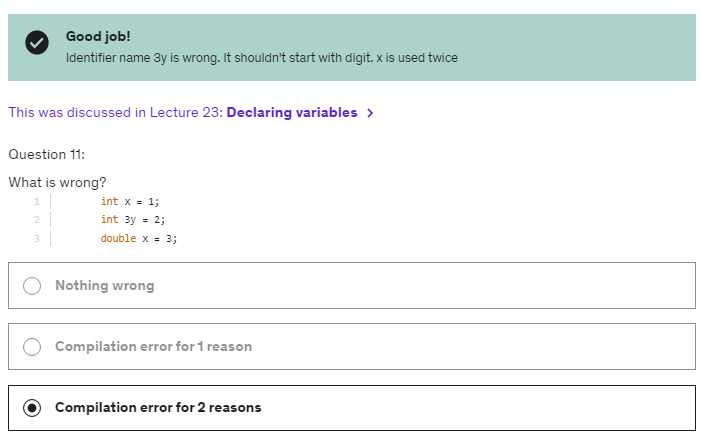 Good job!
Identifier name 3y is wrong. It shouldn't start with digit. x is used twice
This was discussed in Lecture 23: Declaring variables >
Question 11:
What is wrong?
1 int x = 1;
2 int 3y = 2;
3 double x = 3;
Nothing wrong
Compilation error for 1 reason
Compilation error for 2 reasons